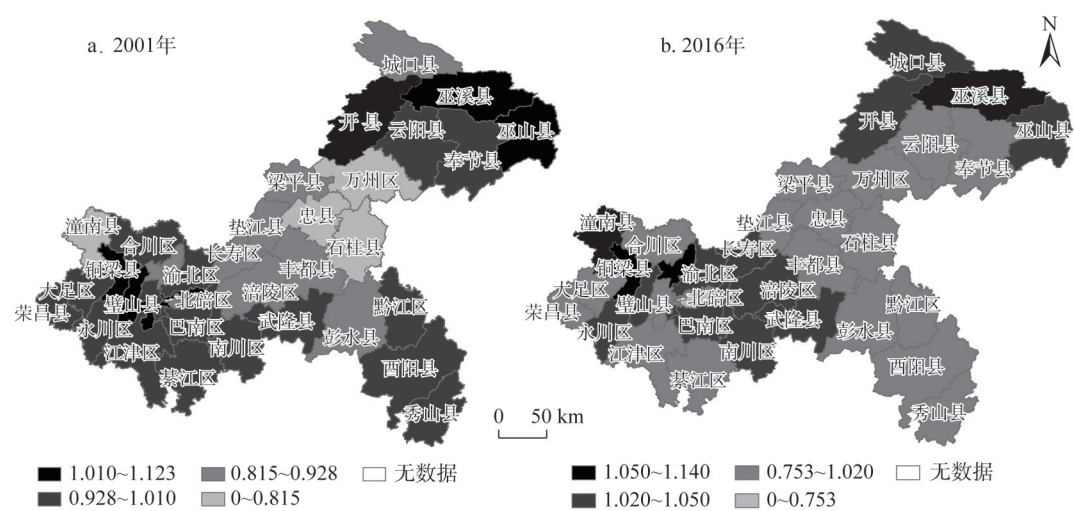 a. 2001年
城口县
巫溪县
开县
云阳县
巫山县
奉节县
梁平县
万州区
忠县
潼南县
垫江县
石柱县
合川区
长寿区
铜梁县
渝北区
丰都县
大足区
北碚区
涪陵区
黔江区
荣昌县
璧山县
永川区
巴南区
武隆县
彭水县
江津区
南川区
綦江区
酉阳县
秀山县
1.010~1.123
0.815~0.928
无数据
0.928~1.010
0~0.815
0 50 km
b. 2016年
N
城口县
巫溪县
开县
云阳县
巫山县
奉节县
梁平县
万州区
忠县
潼南县
垫江县
石柱县
合川区
长寿区
铜梁县
渝北区
丰都县
大足区
北碚区
涪陵区
黔江区
荣昌县
璧山县
永川区
巴南区
武隆县
彭水县
江津区
南川区
綦江区
酉阳县
秀山县
1.050~1.140
0.753~1.020
无数据
1.020~1.050
0~0.753